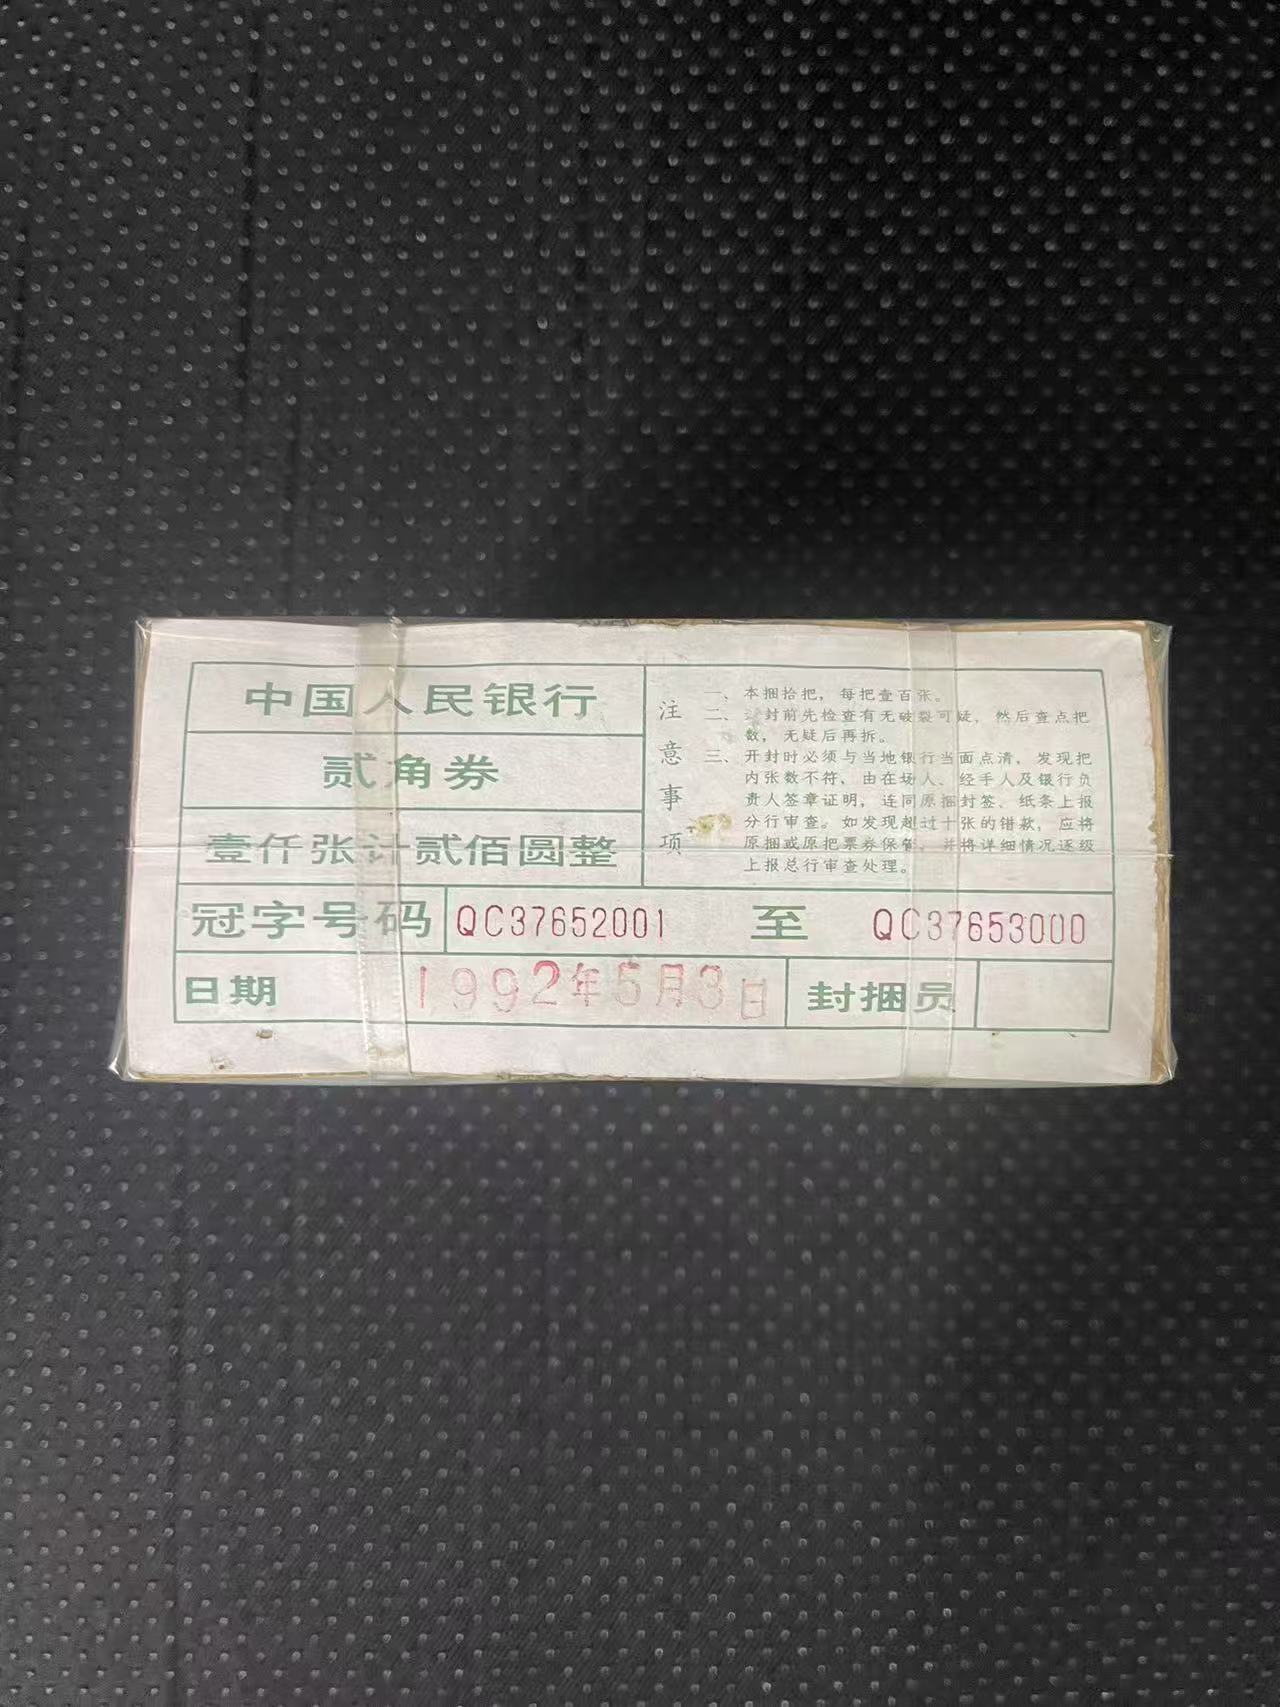 中国人民银行
贰角券
壹仟张计贰佰圆整
注意事项
一、本捆拾把，每把壹百张。
二、开封前先检查有无破裂可疑，然后查点把
数，无疑后再拆。
三、开封时必须与当地银行当面点清，发现把
内张数不符，由在场人、经手人及银行负
责人签章证明，连同原捆封签、纸条上报
分行审查。如发现超过十张的错款，应将
原捆或原把票券保留，并将详细情况逐级
上报总行审查处理。
冠字号码 QC37652001 至 QC37653000
日期 1992年5月3日 封捆员